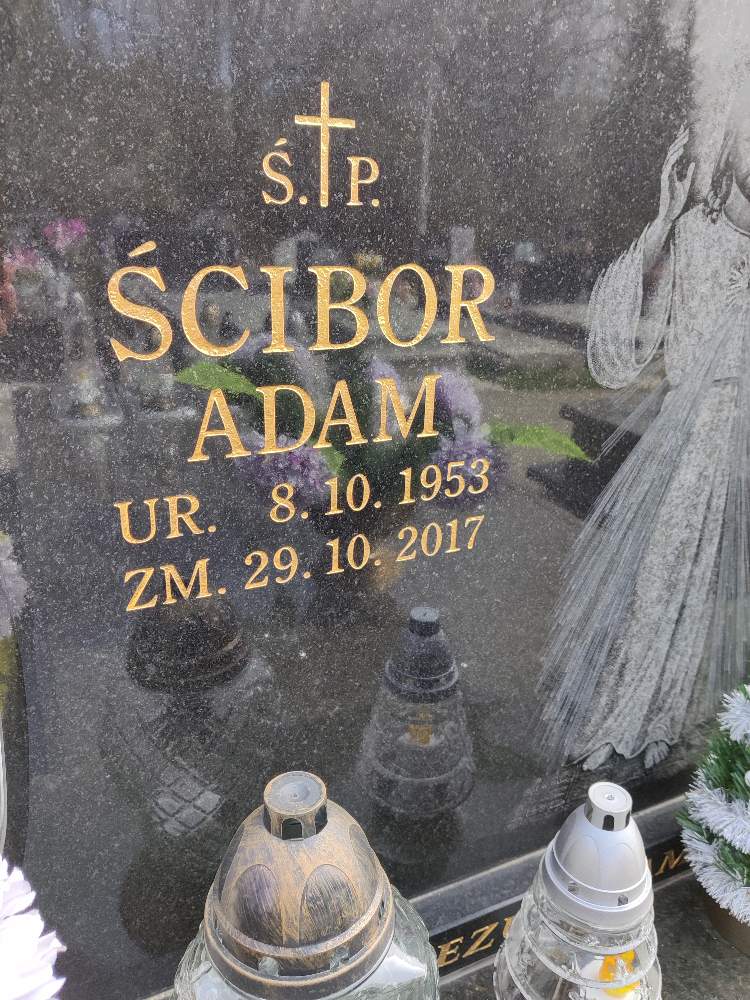 Ś.P.
ŚCIBOR
ADAM
UR. 8.10.1953
ZM. 29.10.2017